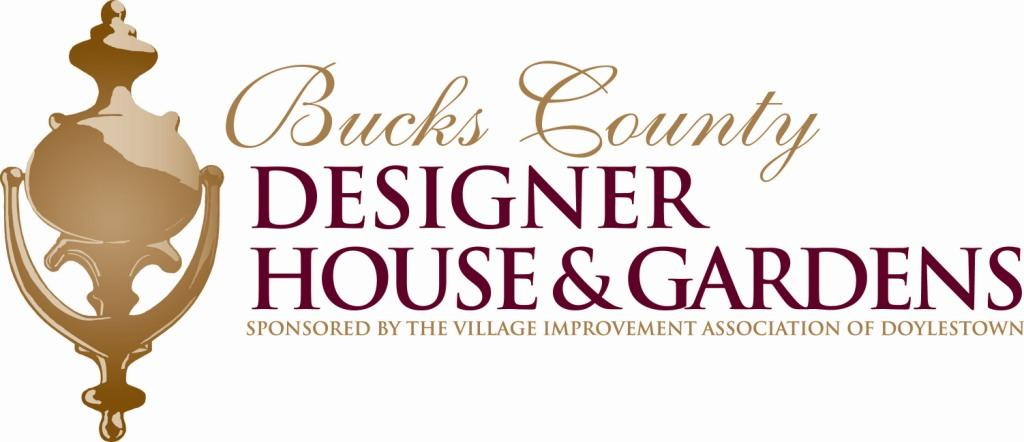 Bucks County
DESIGNER
HOUSE & GARDENS
SPONSORED BY THE VILLAGE IMPROVEMENT ASSOCIATION OF DOYLESTOWN